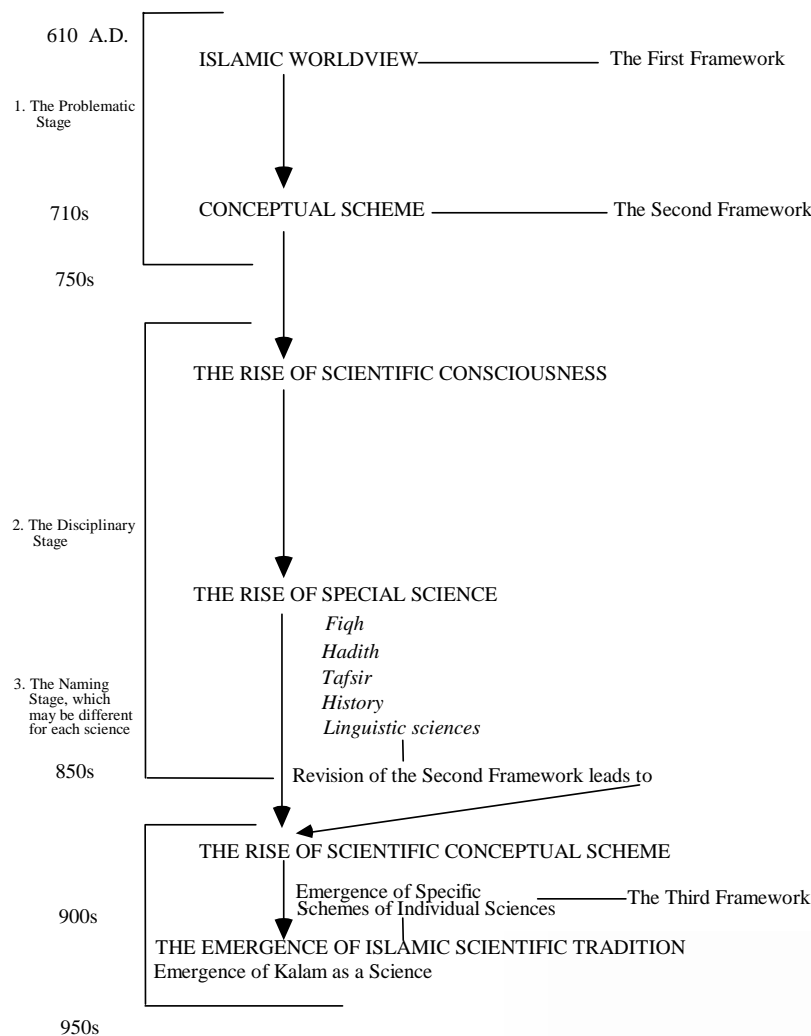 610 A.D.
ISLAMIC WORLDVIEW
The First Framework
1. The Problematic
Stage
710s
CONCEPTUAL SCHEME
The Second Framework
750s
THE RISE OF SCIENTIFIC CONSCIOUSNESS
2. The Disciplinary
Stage
THE RISE OF SPECIAL SCIENCE
Fiqh
Hadith
Tafsir
History
Linguistic sciences
3. The Naming
Stage, which
may be different
for each science
850s
Revision of the Second Framework leads to
THE RISE OF SCIENTIFIC CONCEPTUAL SCHEME
Emergence of Specific
Schemes of Individual Sciences
The Third Framework
900s
THE EMERGENCE OF ISLAMIC SCIENTIFIC TRADITION
Emergence of Kalam as a Science
950s